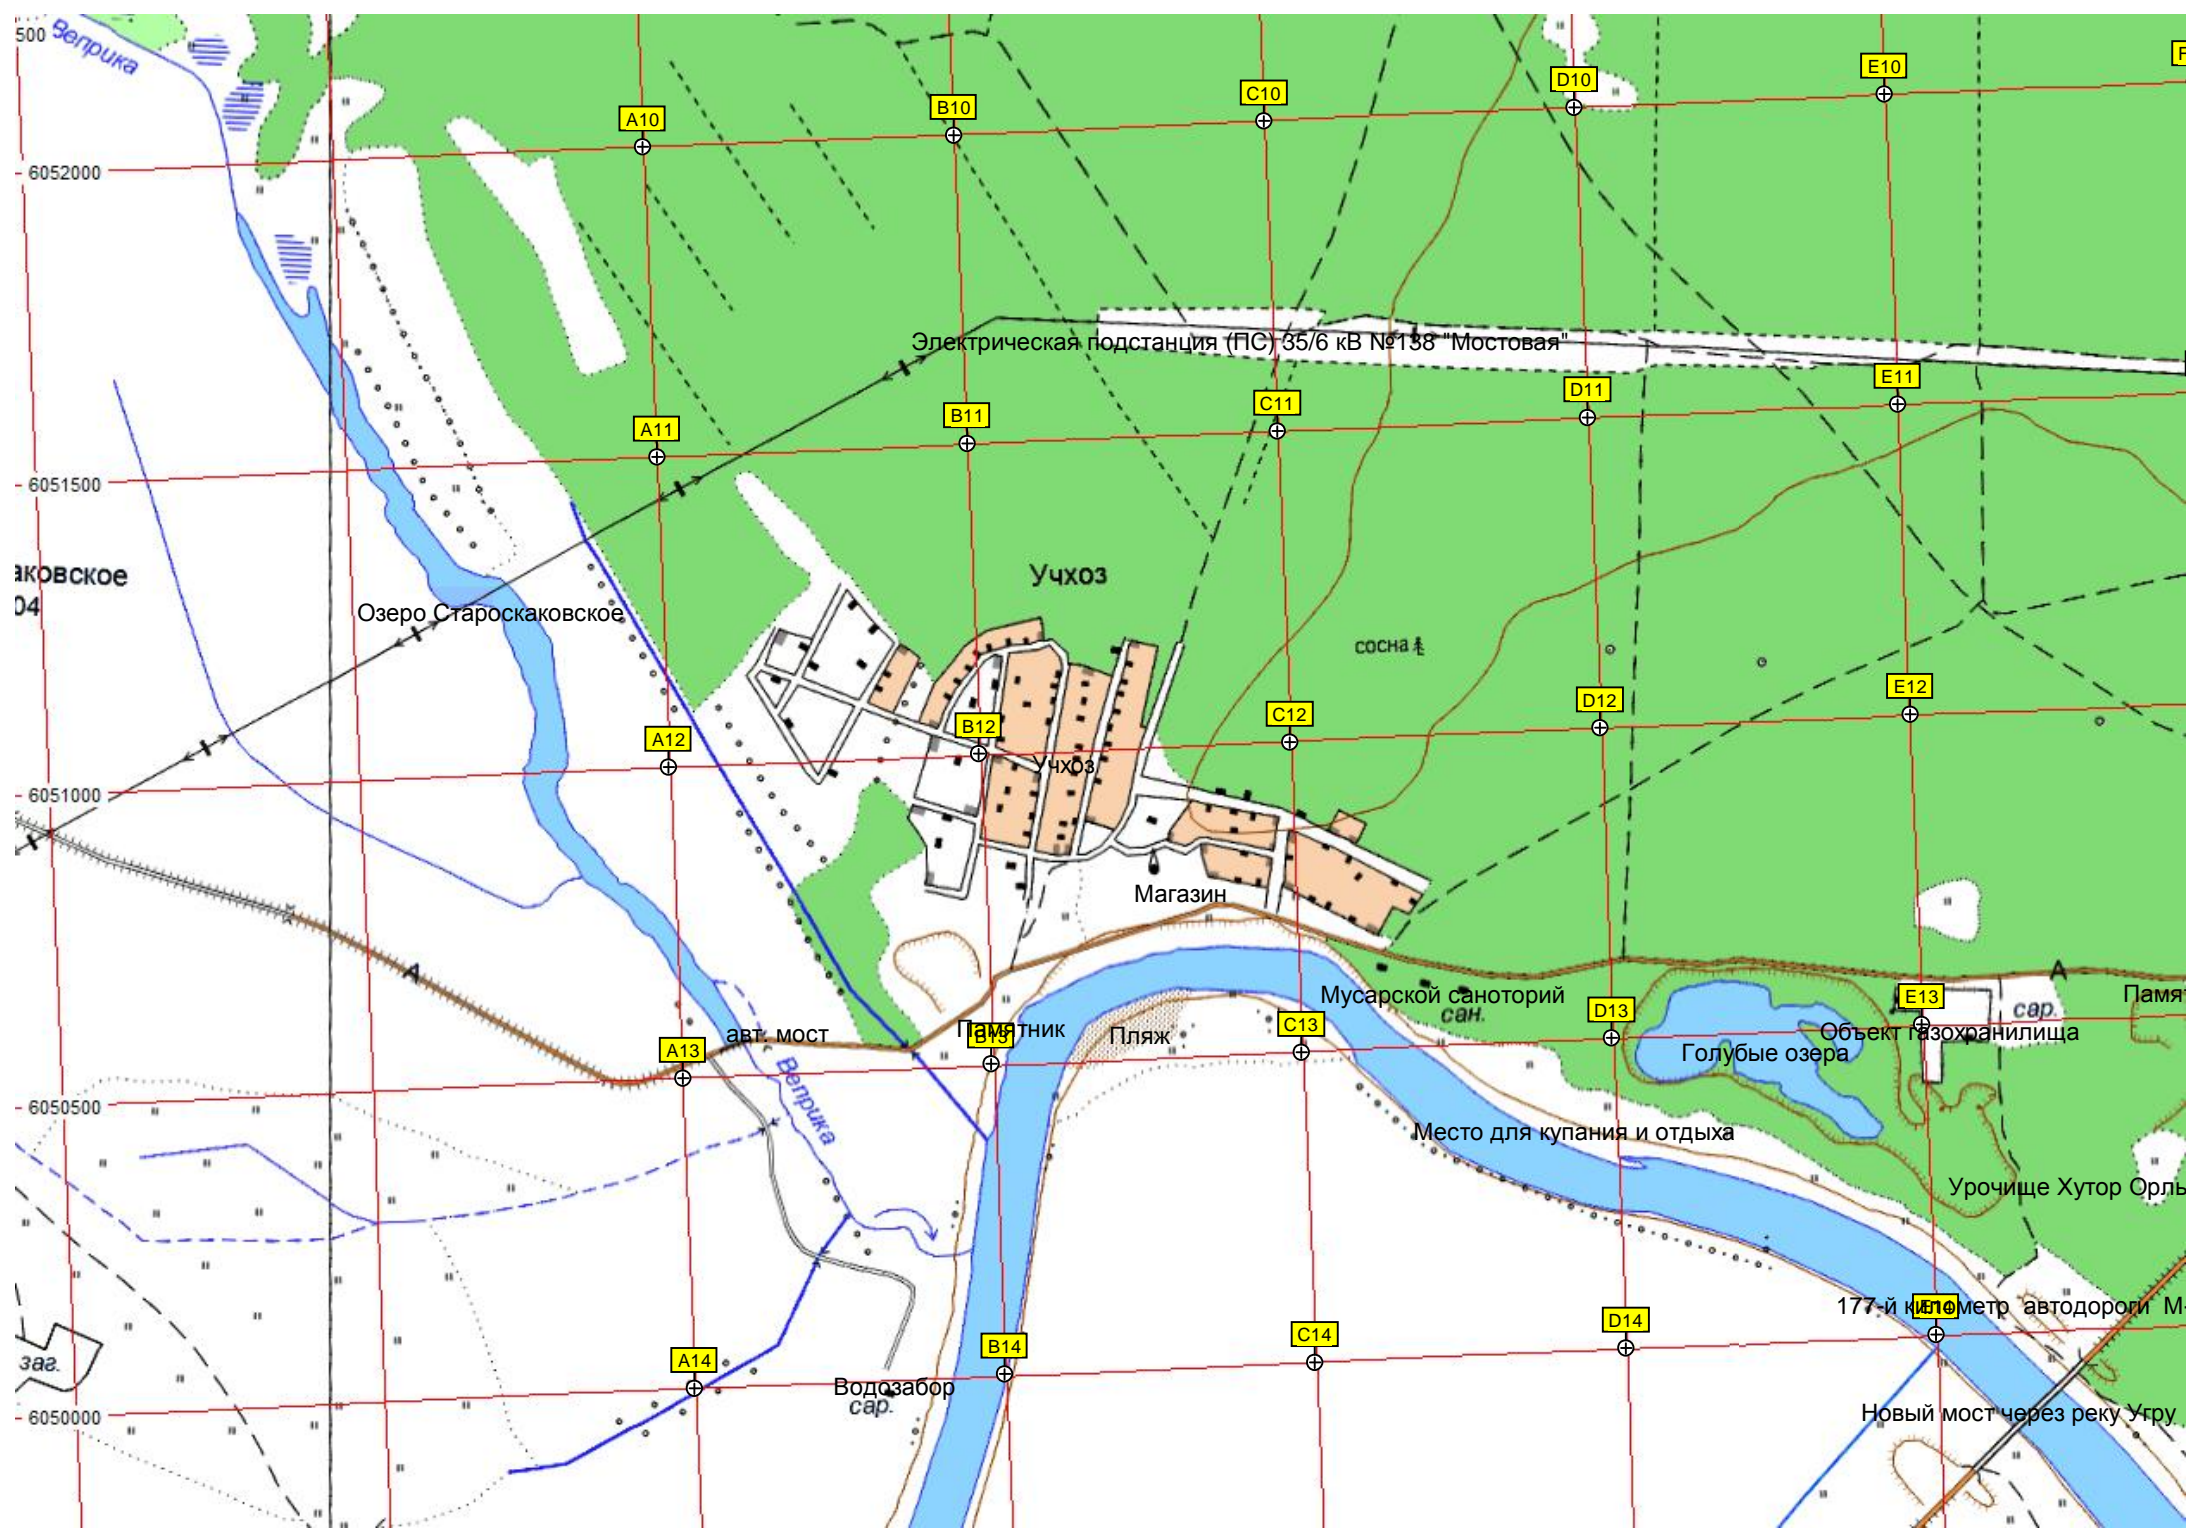 500
Веприка
E10
D10
C10
B10
A10
6052000
Электрическая подстанция (ПС) 35/6 кВ №138 "Мостовая"
E11
D11
C11
B11
A11
6051500
Учхоз
аковское
04
Озеро Староскаковское
сосна
E12
D12
C12
B12
A12
Учхоз
6051000
Магазин
A
A
Мусарской саноторий
сан.
E13
сар.
Памят
D13
C13
B13
Памятник
Пляж
авт. мост
A13
Объект газохранилища
Голубые озера
Веприка
6050500
Место для купания и отдыха
Урочище Хутор Орль
177-й километр автодороги М-
E14
D14
C14
B14
A14
заг.
Водозабор
сар.
6050000
Новый мост через реку Угру